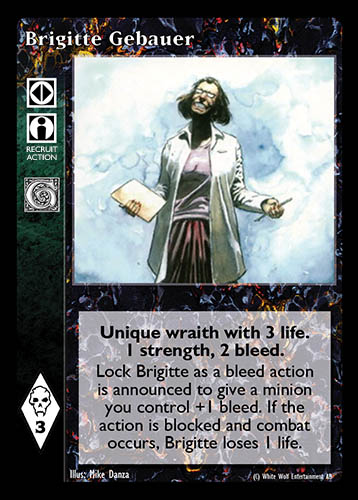 Brigitte Gebauer
RECRUIT
ACTION
Unique wraith with 3 life.
1 strength, 2 bleed.
Lock Brigitte as a bleed action
is announced to give a minion
you control +1 bleed. If the
action is blocked and combat
occurs, Brigitte loses 1 life.
3
Illus: Mike Danza
(C) White Wolf Entertainment AB